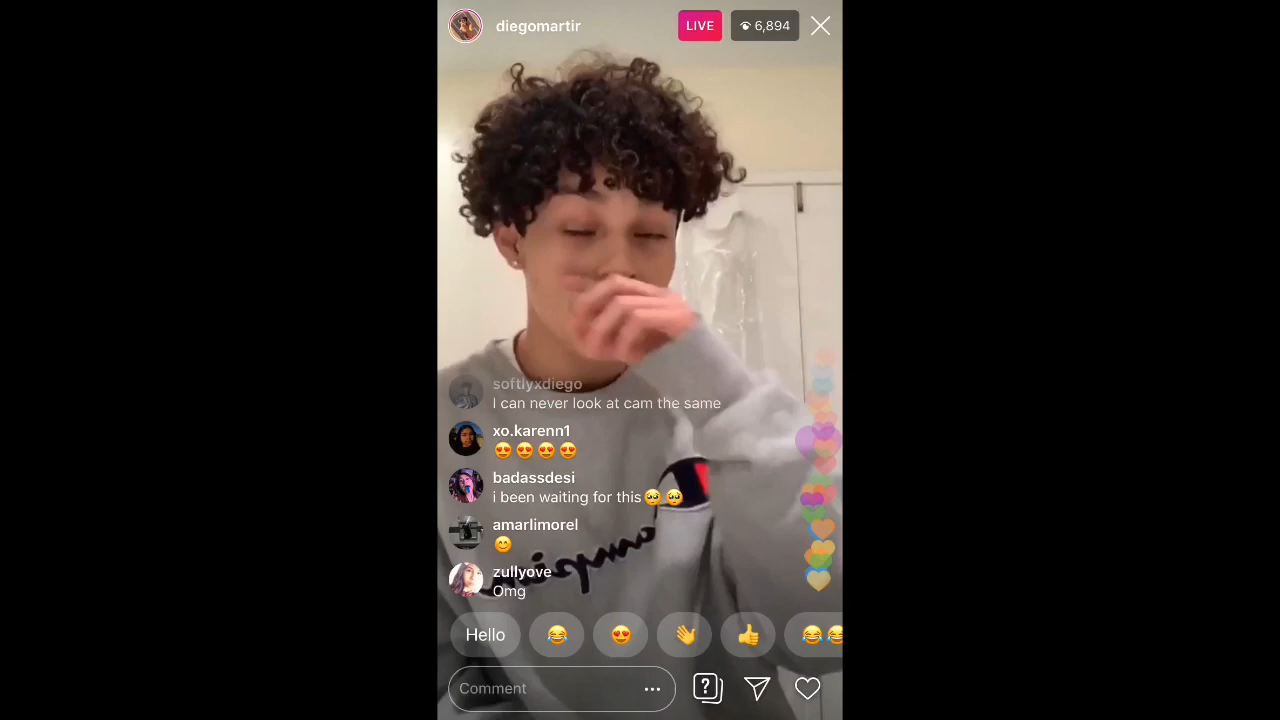 diegomartir
LIVE
6,894
softlyxdiego
I can never look at cam the same
xo.karenn1
😍😍😍😍
badassdesi
i been waiting for this🥺🥺
amarlimorel
😊
zullyove
Omg
Champion
Hello
😂
😍
👋
👍
😂😂
Comment
?